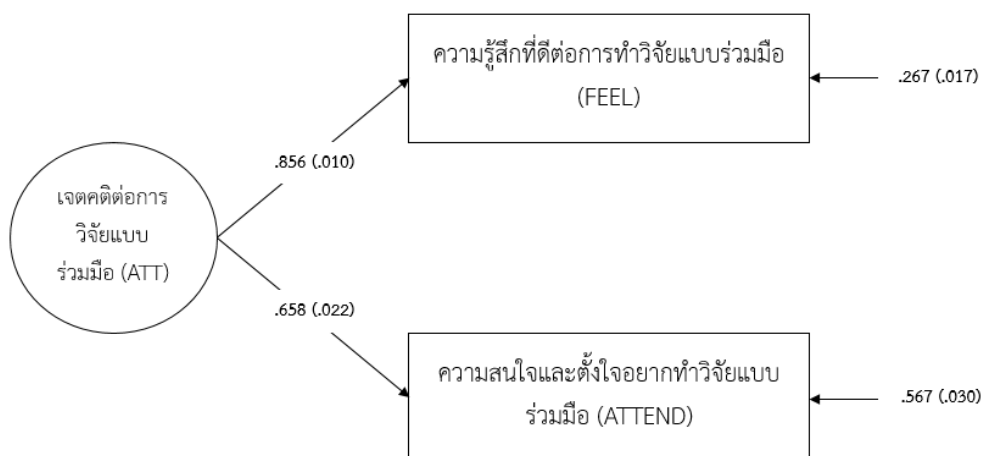 ความรู้สึกที่ดีต่อการทำวิจัยแบบร่วมมือ
(FEEL)
.267 (.017)
.856 (.010)
เจตคติต่อการ
วิจัยแบบ
ร่วมมือ (ATT)
.658 (.022)
ความสนใจและตั้งใจอยากทำวิจัยแบบ
ร่วมมือ (ATTEND)
.567 (.030)